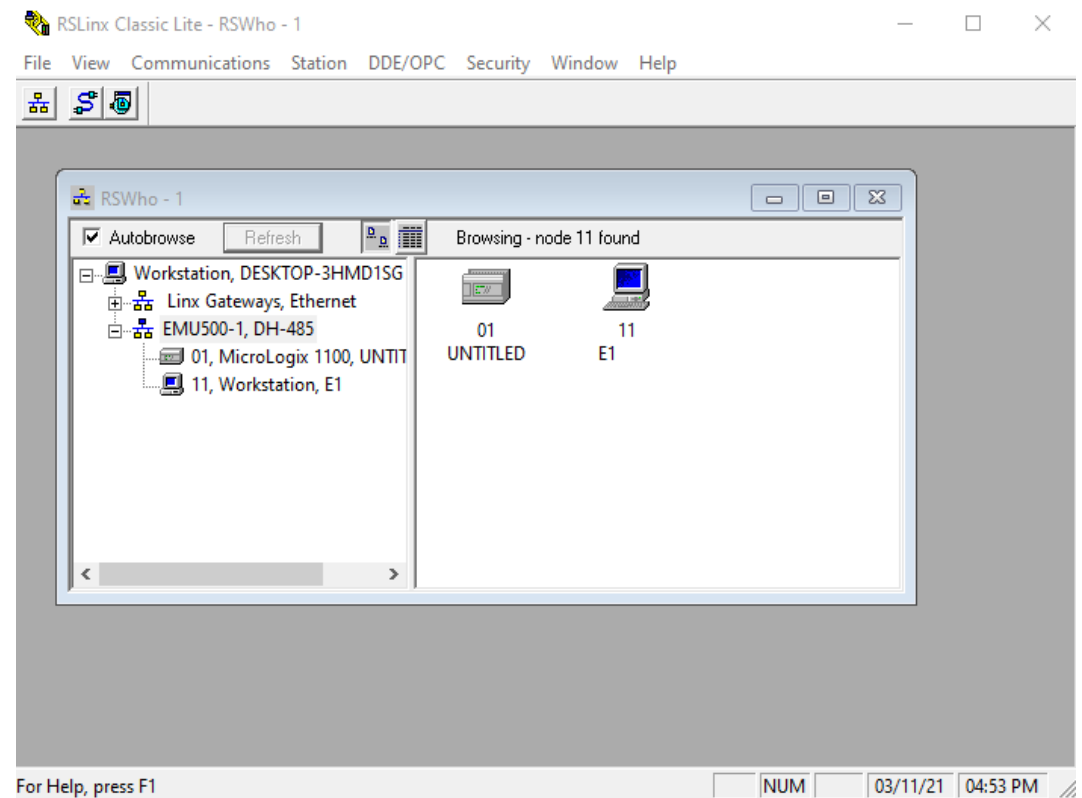 RSLinx Classic Lite - RSWho - 1
File View Communications Station DDE/OPC Security Window Help
RSWho - 1
Autobrowse Refresh Browsing - node 11 found
Workstation, DESKTOP-3HMD1SG
Linx Gateways, Ethernet
EMU500-1, DH-485
01, MicroLogix 1100, UNTIT
11, Workstation, E1
01
UNTITLED
11
E1
For Help, press F1 NUM 03/11/21 04:53 PM